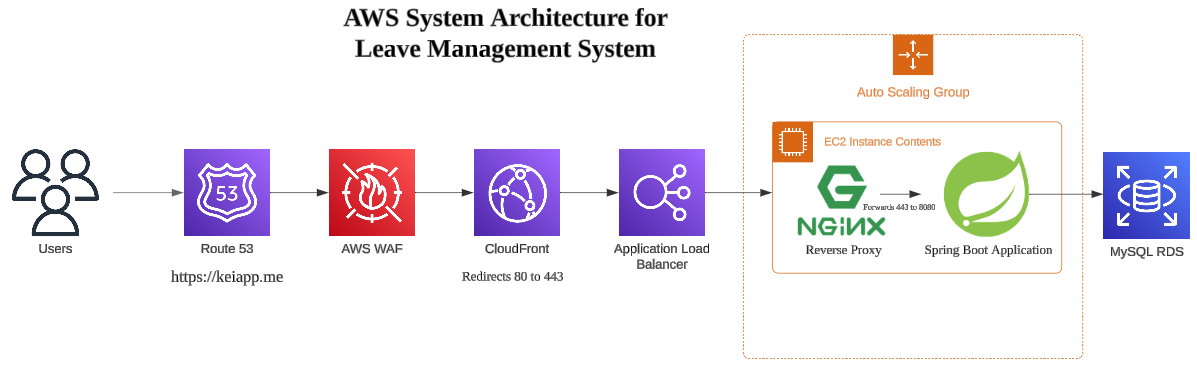 AWS System Architecture for
Leave Management System
Auto Scaling Group
EC2 Instance Contents
53
NGiNX
Forwards 443 to 8080
Users
Route 53
AWS WAF
CloudFront
Application Load
Balancer
Reverse Proxy
Spring Boot Application
MySQL RDS
https://keiapp.me
Redirects 80 to 443